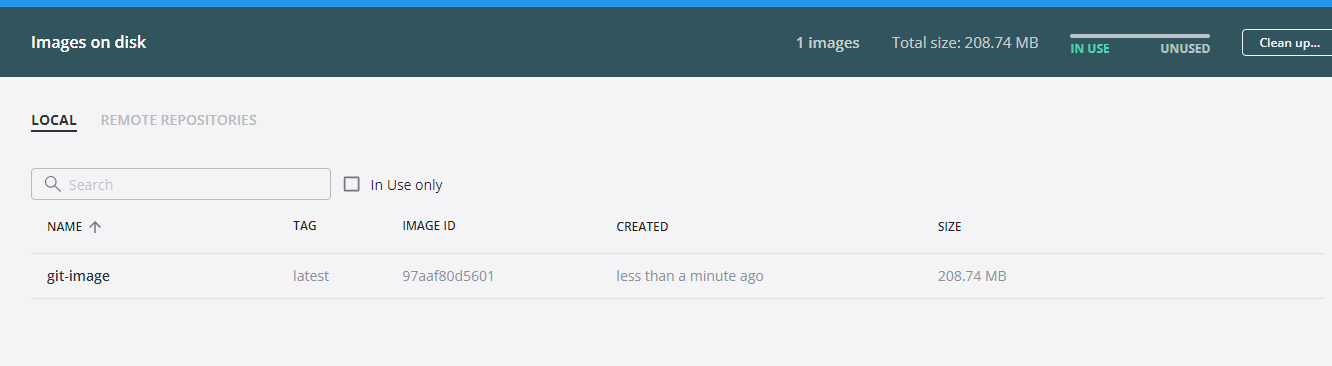 Images on disk 1 images Total size: 208.74 MB IN USE UNUSED Clean up...
LOCAL REMOTE REPOSITORIES
Search In Use only
NAME TAG IMAGE ID CREATED SIZE
git-image latest 97aaf80d5601 less than a minute ago 208.74 MB